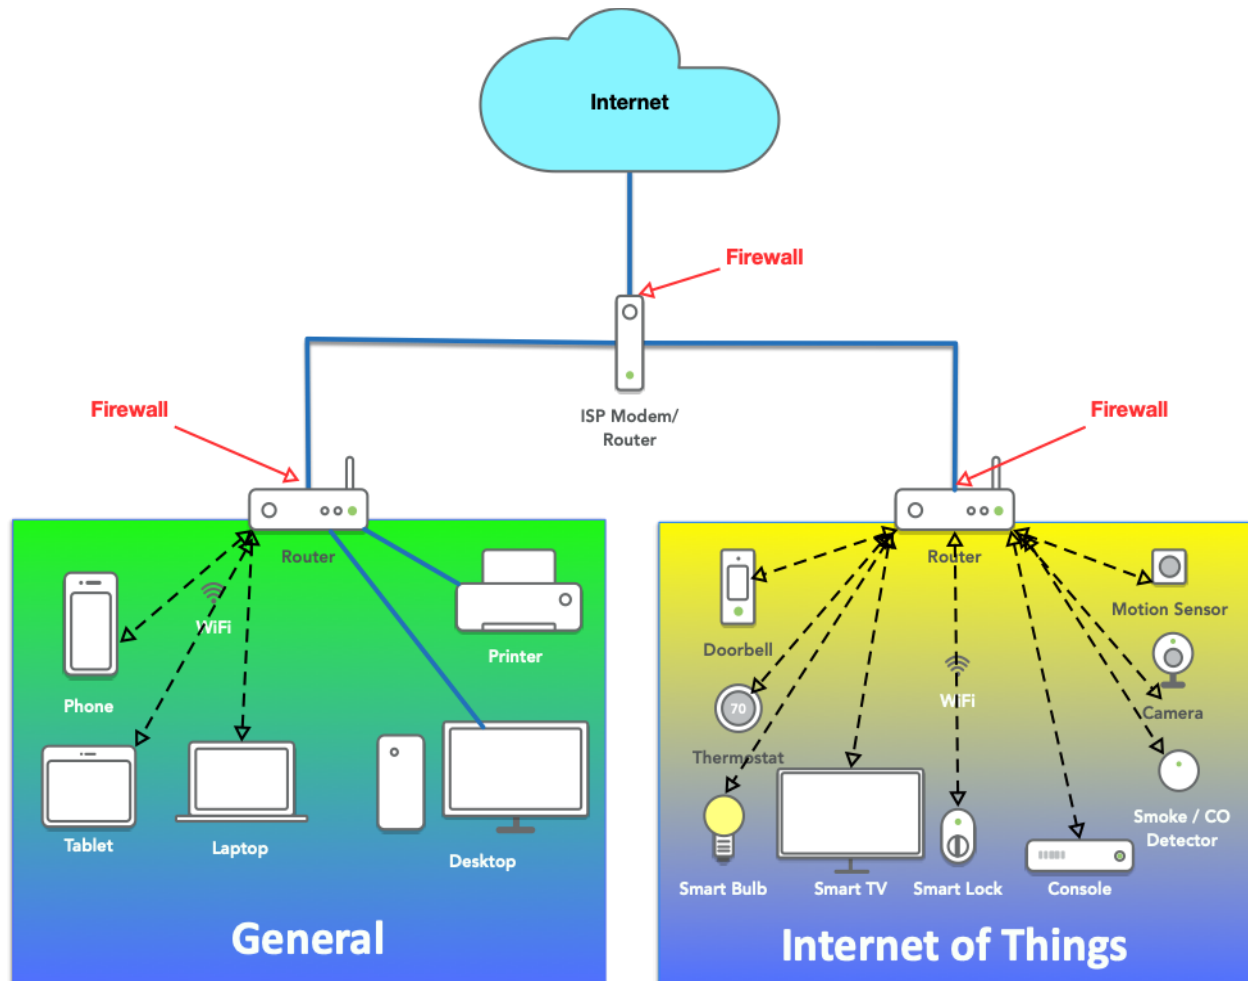 Internet
Firewall
ISP Modem/
Router
Firewall
Firewall
Router
WiFi
Phone
Printer
Tablet
Laptop
Desktop
General
Router
Doorbell
Motion Sensor
WiFi
70
Thermostat
Camera
Smoke / CO
Detector
Smart Bulb
Smart TV
Smart Lock
Console
Internet of Things